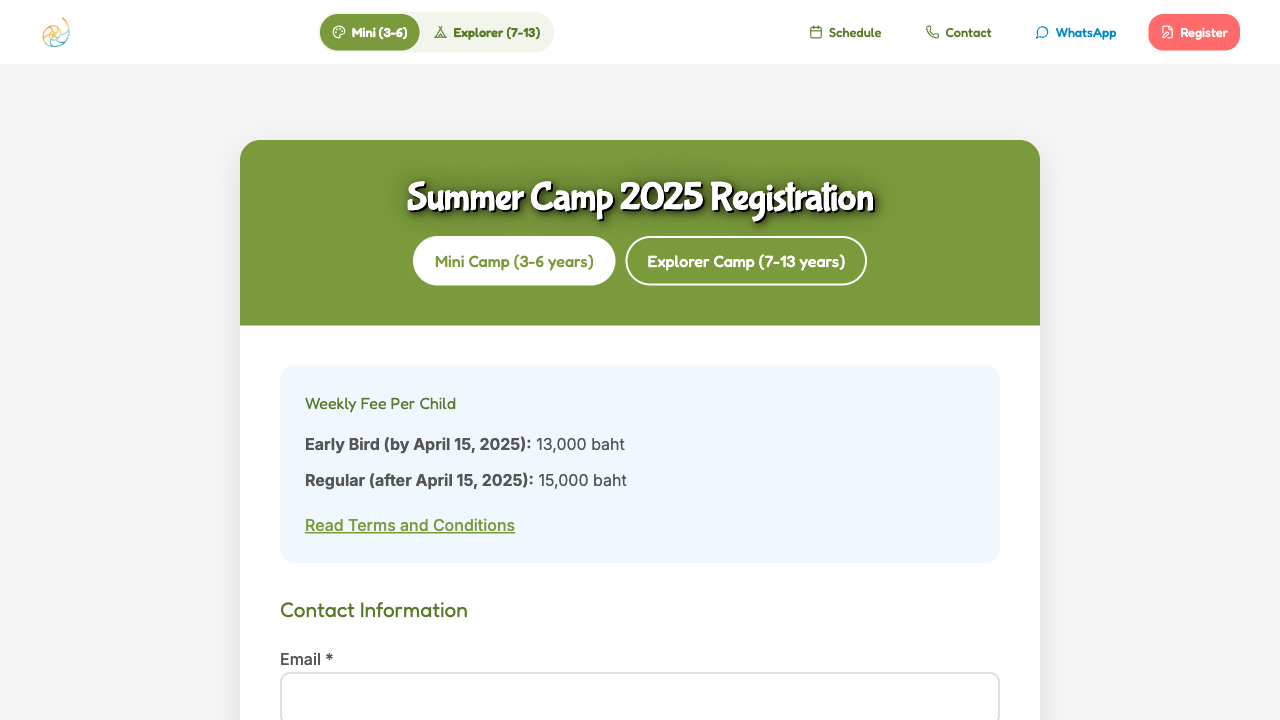 Mini (3-6)
Explorer (7-13)
Schedule
Contact
WhatsApp
Register
Summer Camp 2025 Registration
Mini Camp (3-6 years)
Explorer Camp (7-13 years)
Weekly Fee Per Child
Early Bird (by April 15, 2025): 13,000 baht
Regular (after April 15, 2025): 15,000 baht
Read Terms and Conditions
Contact Information
Email *